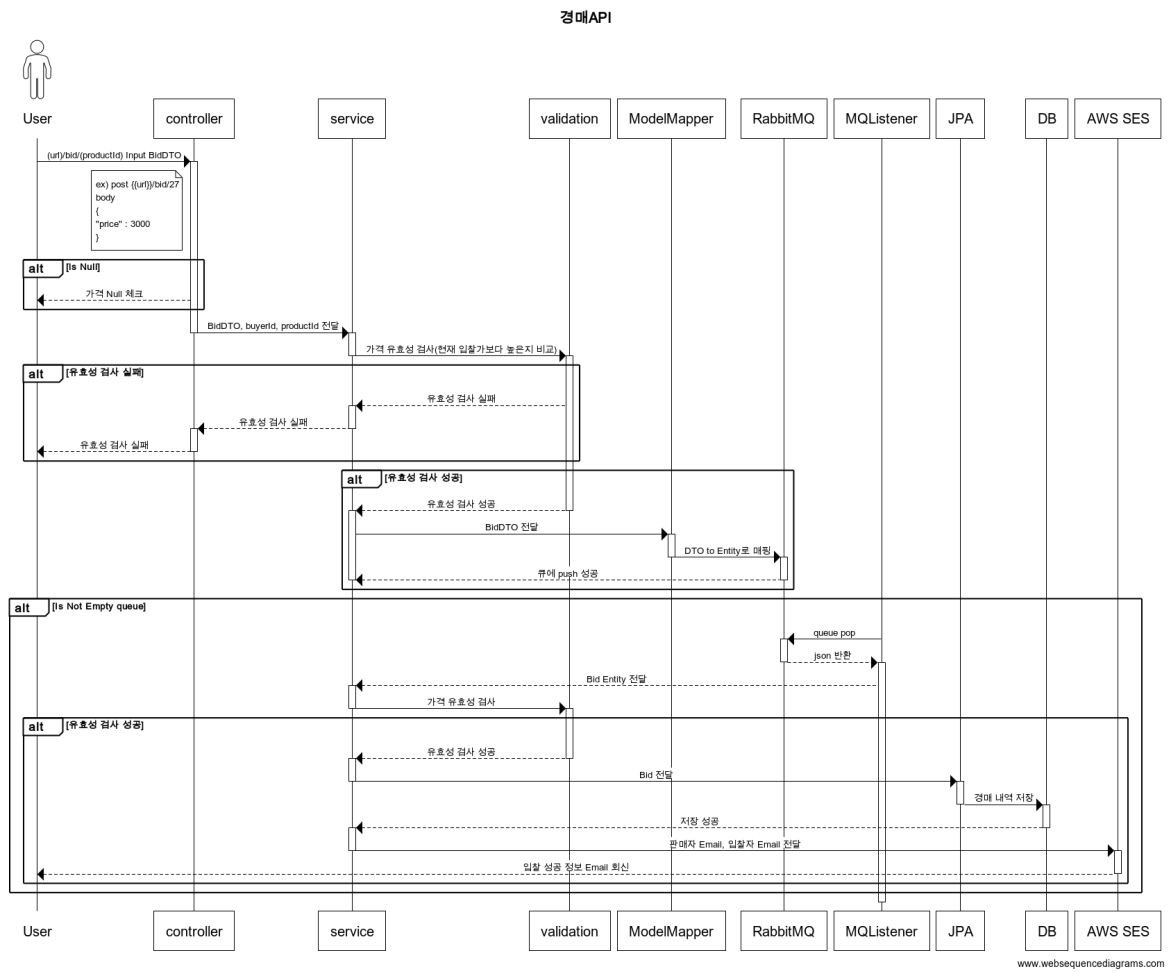 경매API
User
controller
service
validation
ModelMapper
RabbitMQ
MQListener
JPA
DB
AWS SES
(url)/bid/(productId) Input BidDTO
ex) post {{url}}/bid/27
body
{
"price" : 3000
}
alt [Is Null]
가격 Null 체크
BidDTO, buyerId, productId 전달
가격 유효성 검사(현재 입찰가보다 높은지 비교)
alt [유효성 검사 실패]
유효성 검사 실패
유효성 검사 실패
유효성 검사 실패
alt [유효성 검사 성공]
유효성 검사 성공
BidDTO 전달
DTO to Entity로 매핑
큐에 push 성공
alt [Is Not Empty queue]
queue pop
json 반환
Bid Entity 전달
가격 유효성 검사
alt [유효성 검사 성공]
유효성 검사 성공
Bid 전달
경매 내역 저장
저장 성공
판매자 Email, 입찰자 Email 전달
입찰 성공 정보 Email 회신
User
controller
service
validation
ModelMapper
RabbitMQ
MQListener
JPA
DB
AWS SES
www.websequencediagrams.com